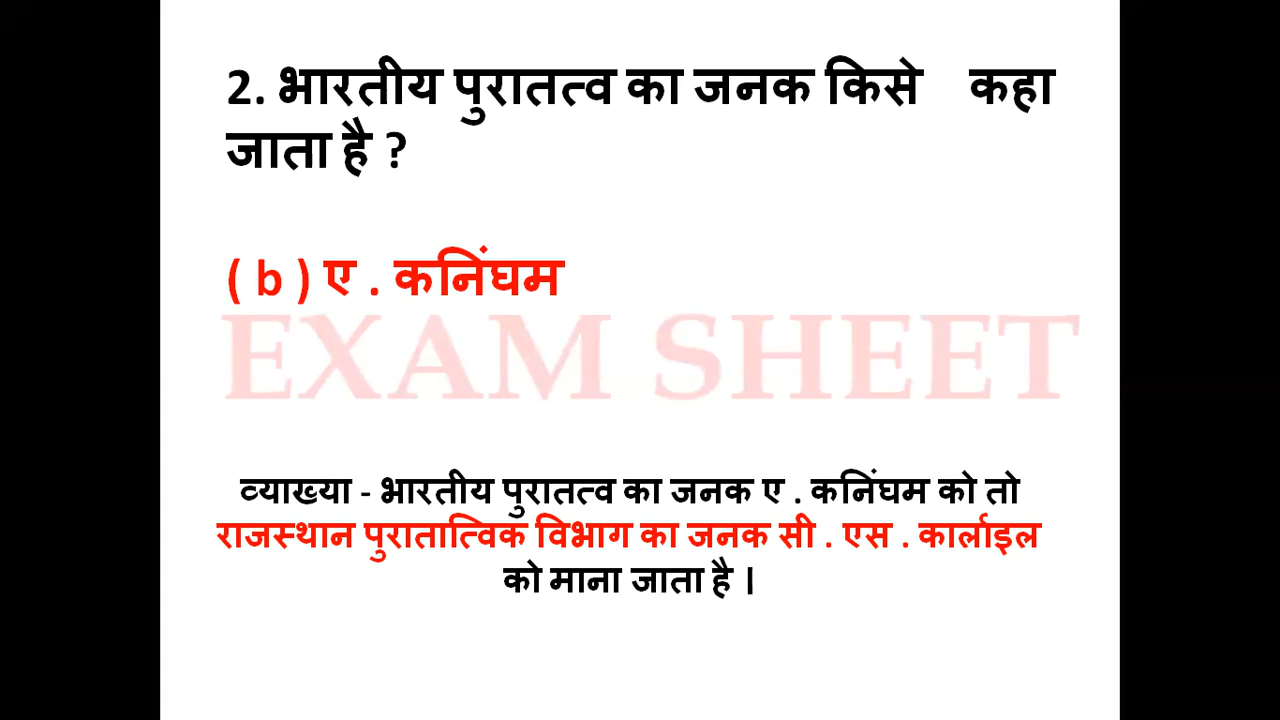 2. भारतीय पुरातत्व का जनक किसे कहा
जाता है ?
( b ) ए . कनिंघम
EXAM SHEET
व्याख्या - भारतीय पुरातत्व का जनक ए . कनिंघम को तो
राजस्थान पुरातात्विक विभाग का जनक सी . एस . कार्लाइल
को माना जाता है ।